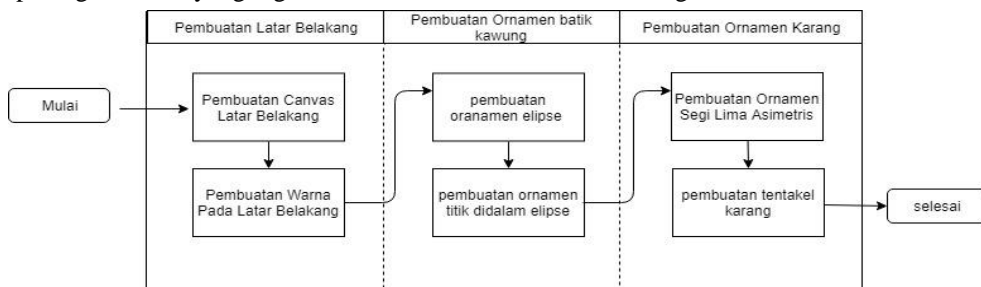 Pembuatan Latar Belakang
Pembuatan Ornamen batik
kawung
Pembuatan Ornamen Karang
Mulai
Pembuatan Canvas
Latar Belakang
Pembuatan Warna
Pada Latar Belakang
pembuatan
oranamen elipse
pembuatan ornamen
titik didalam elipse
Pembuatan Ornamen
Segi Lima Asimetris
pembuatan tentakel
karang
selesai